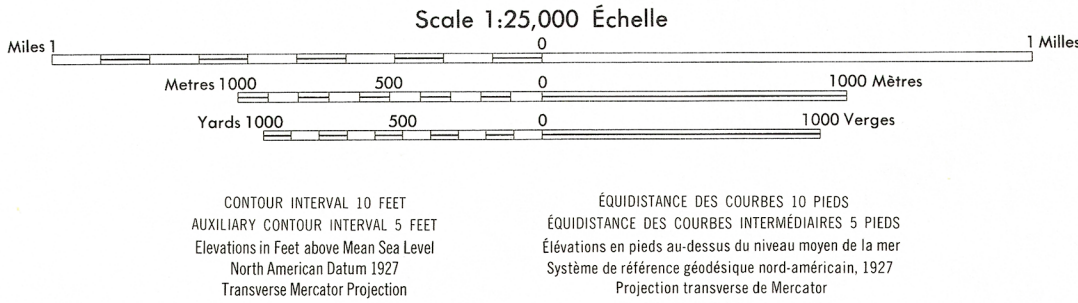 Scale 1:25,000 Échelle
Miles 1 0 1 Milles
Metres 1000 500 0 1000 Mètres
Yards 1000 500 0 1000 Verges
CONTOUR INTERVAL 10 FEET
AUXILIARY CONTOUR INTERVAL 5 FEET
Elevations in Feet above Mean Sea Level
North American Datum 1927
Transverse Mercator Projection
ÉQUIDISTANCE DES COURBES 10 PIEDS
ÉQUIDISTANCE DES COURBES INTERMÉDIAIRES 5 PIEDS
Élévations en pieds au-dessus du niveau moyen de la mer
Système de référence géodésique nord-américain, 1927
Projection transverse de Mercator